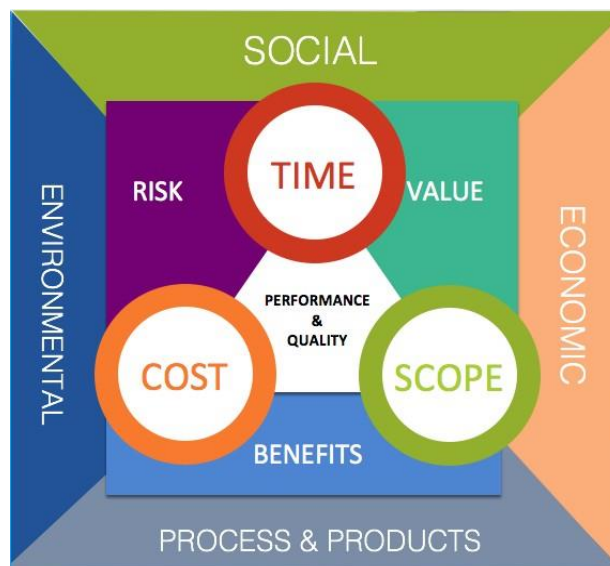 SOCIAL
TIME
RISK
VALUE
ENVIRONMENTAL
ECONOMIC
PERFORMANCE
&
QUALITY
COST
SCOPE
BENEFITS
PROCESS & PRODUCTS